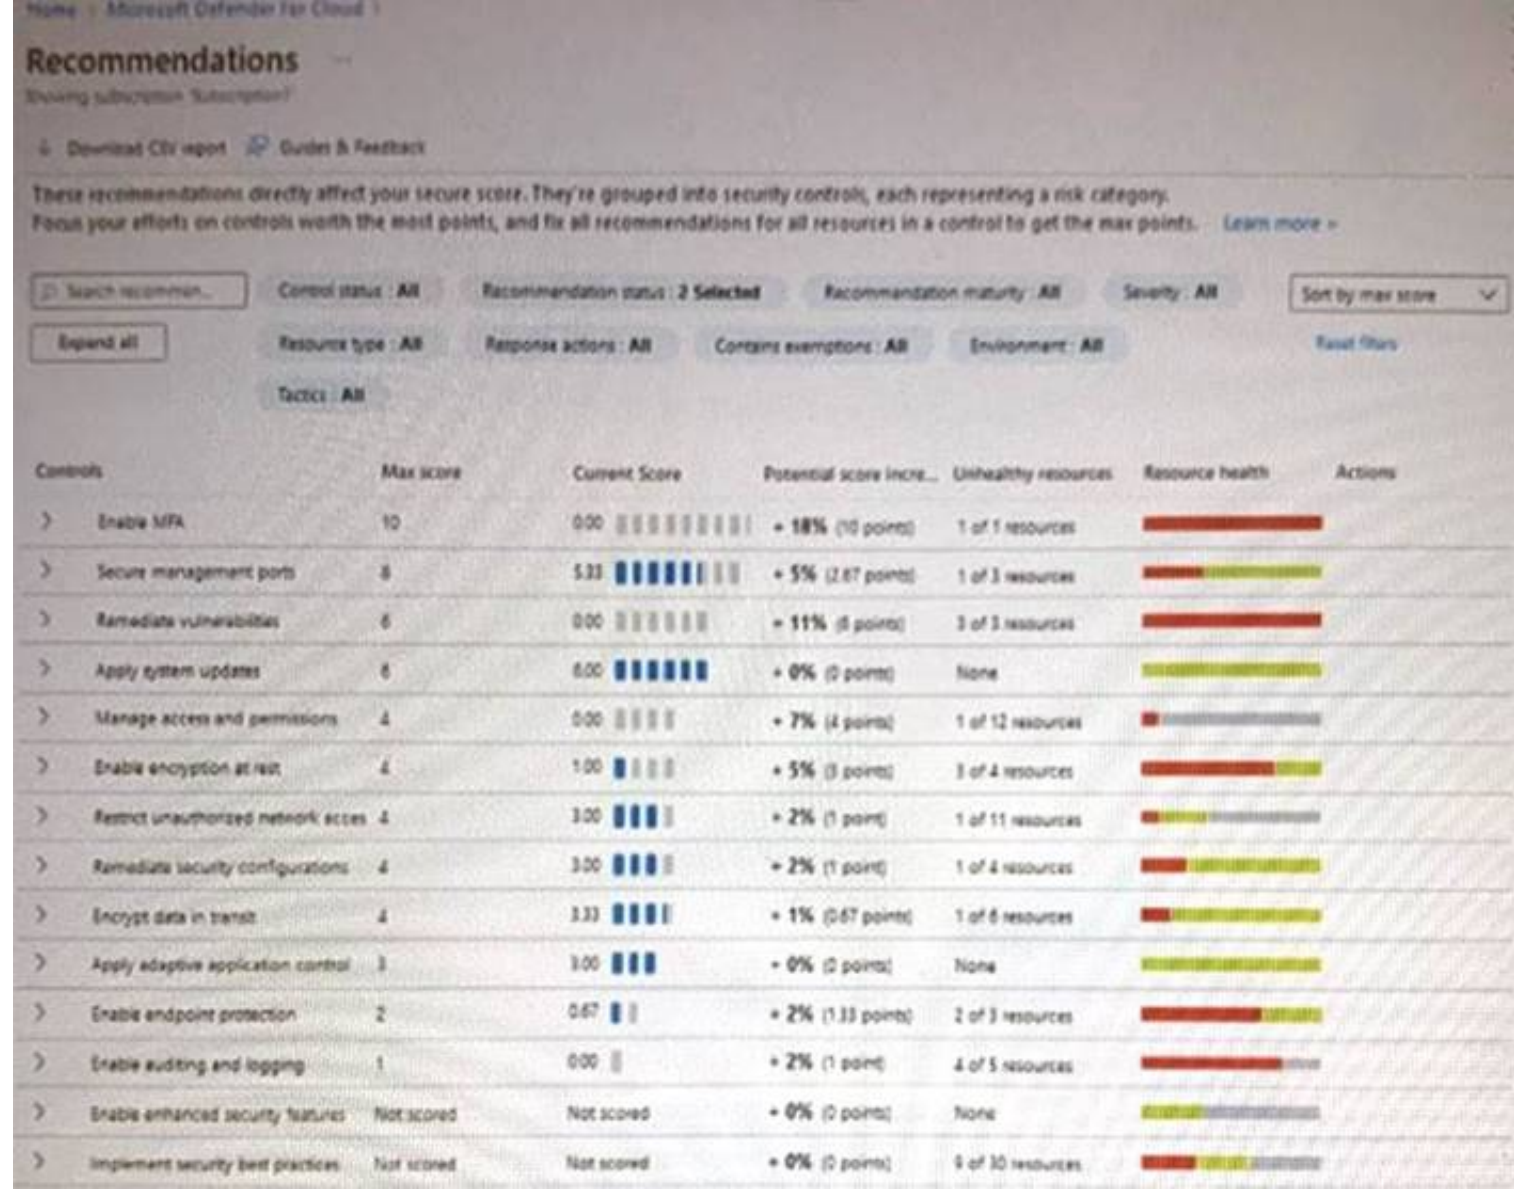 Home > Microsoft Defender for Cloud >
Recommendations ...
Showing subscription 'Subscription1'
Download CSV report Guides & Feedback
These recommendations directly affect your secure score. They're grouped into security controls, each representing a risk category.
Focus your efforts on controls worth the most points, and fix all recommendations for all resources in a control to get the max points. Learn more >
Search recommen... Control status : All Recommendation status : 2 Selected Recommendation maturity : All Severity : All Sort by max score
Expand all Resource type : All Response actions : All Contains exemptions : All Environment : All Reset filters
Tactics : All
Controls Max score Current Score Potential score incre... Unhealthy resources Resource health Actions
> Enable MFA 10 0.00 + 18% (10 points) 1 of 1 resources
> Secure management ports 8 5.33 + 5% (2.67 points) 1 of 3 resources
> Remediate vulnerabilities 6 0.00 + 11% (6 points) 3 of 3 resources
> Apply system updates 6 6.00 + 0% (0 points) None
> Manage access and permissions 4 0.00 + 7% (4 points) 1 of 12 resources
> Enable encryption at rest 4 1.00 + 5% (3 points) 3 of 4 resources
> Restrict unauthorized network acces 4 3.00 + 2% (1 point) 1 of 11 resources
> Remediate security configurations 4 3.00 + 2% (1 point) 1 of 4 resources
> Encrypt data in transit 4 3.33 + 1% (0.67 points) 1 of 6 resources
> Apply adaptive application control 3 3.00 + 0% (0 points) None
> Enable endpoint protection 2 0.67 + 2% (1.33 points) 2 of 3 resources
> Enable auditing and logging 1 0.00 + 2% (1 point) 4 of 5 resources
> Enable enhanced security features Not scored Not scored + 0% (0 points) None
> Implement security best practices Not scored Not scored + 0% (0 points) 9 of 30 resources